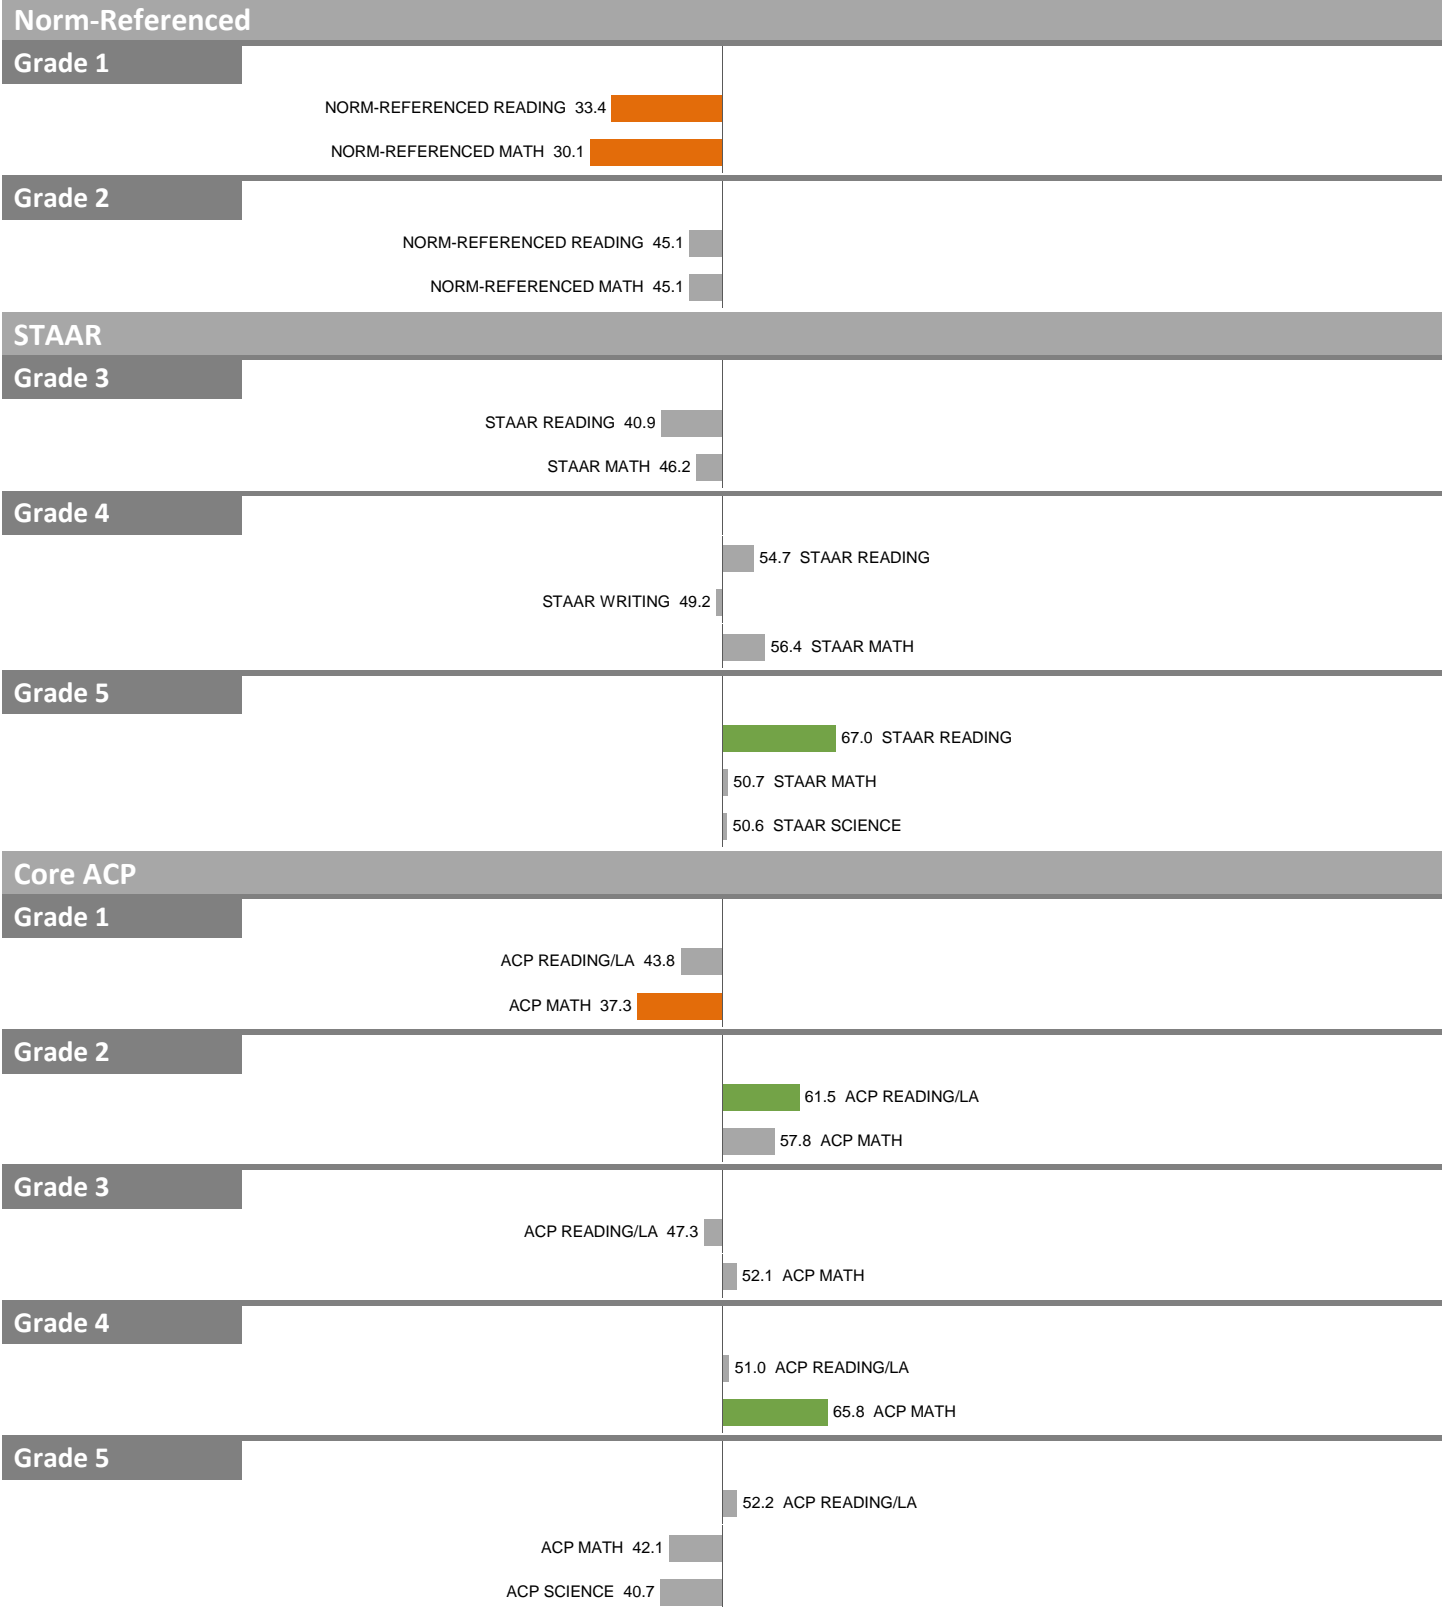 Norm-Referenced
Grade 1
NORM-REFERENCED READING 33.4
NORM-REFERENCED MATH 30.1
Grade 2
NORM-REFERENCED READING 45.1
NORM-REFERENCED MATH 45.1
STAAR
Grade 3
STAAR READING 40.9
STAAR MATH 46.2
Grade 4
54.7 STAAR READING
STAAR WRITING 49.2
56.4 STAAR MATH
Grade 5
67.0 STAAR READING
50.7 STAAR MATH
50.6 STAAR SCIENCE
Core ACP
Grade 1
ACP READING/LA 43.8
ACP MATH 37.3
Grade 2
61.5 ACP READING/LA
57.8 ACP MATH
Grade 3
ACP READING/LA 47.3
52.1 ACP MATH
Grade 4
51.0 ACP READING/LA
65.8 ACP MATH
Grade 5
52.2 ACP READING/LA
ACP MATH 42.1
ACP SCIENCE 40.7